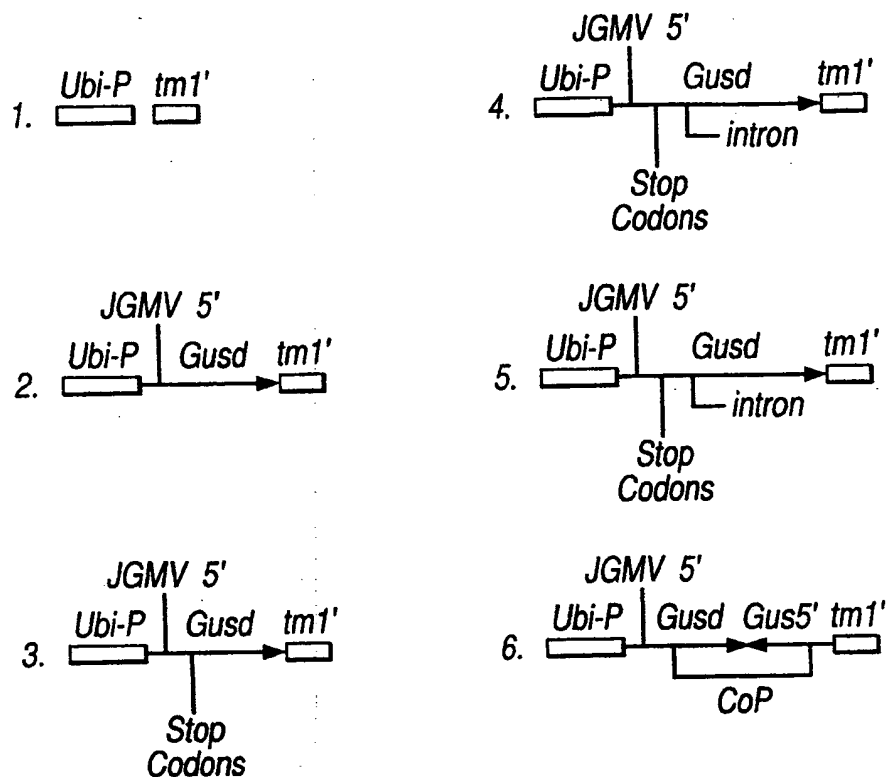 Ubi-P tm1'
1.
JGMV 5'
Ubi-P Gusd tm1'
2.
JGMV 5'
Ubi-P Gusd tm1'
3.
Stop
Codons
JGMV 5'
Ubi-P Gusd tm1'
4.
intron
Stop
Codons
JGMV 5'
Ubi-P Gusd tm1'
5.
intron
Stop
Codons
JGMV 5'
Ubi-P Gusd Gus5' tm1'
6.
CoP